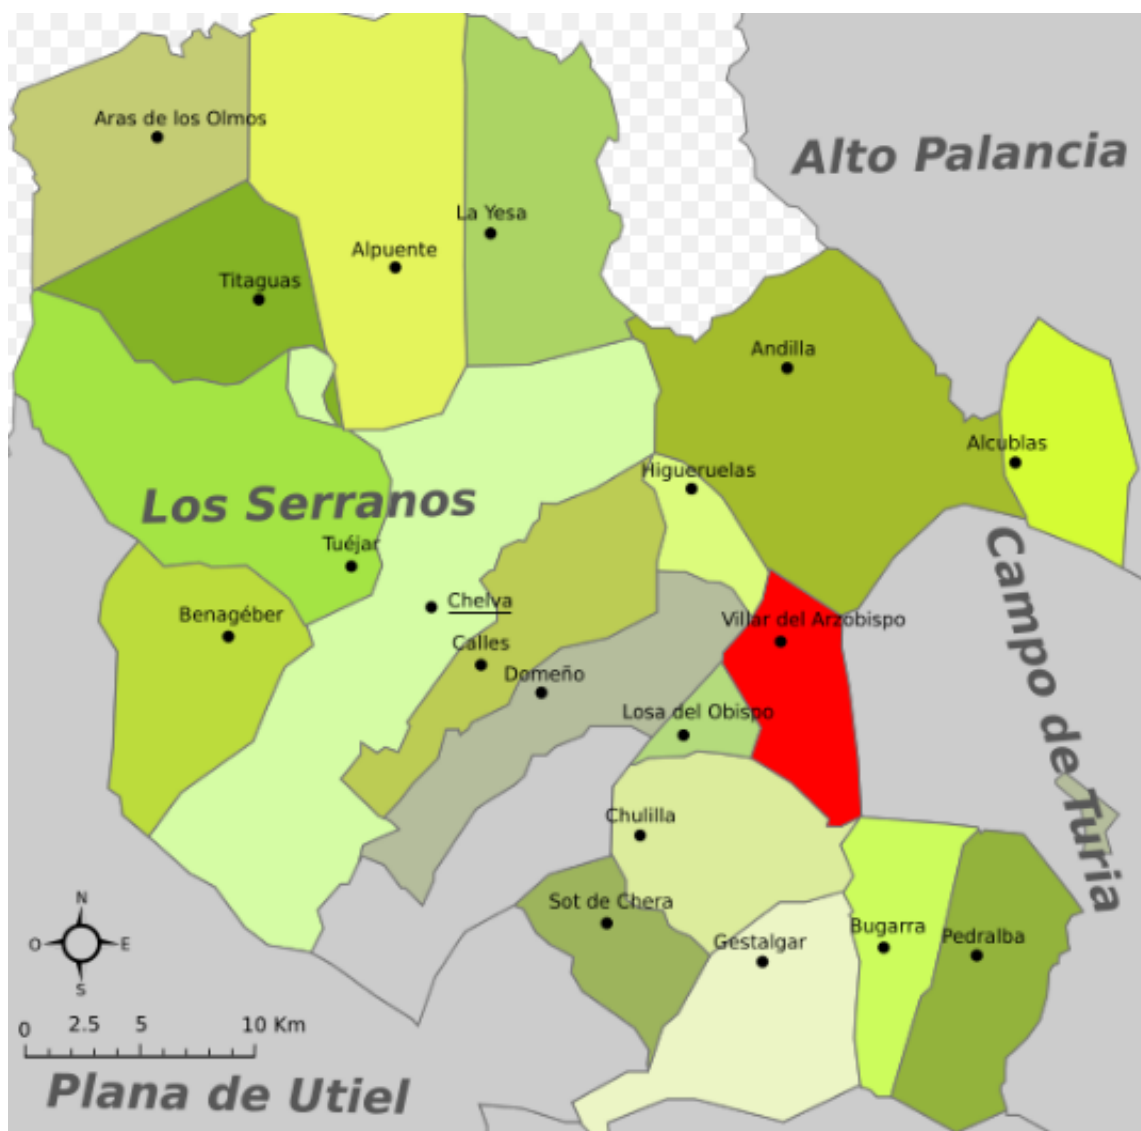 Aras de los Olmos
Alto Palancia
La Yesa
Alpuente
Titaguas
Andilla
Alcublas
Higueruelas
Los Serranos
Tuéjar
Chelva
Benagéber
Villar del Arzobispo
Calles
Domeño
Losa del Obispo
Campo de Turia
Chulilla
Sot de Chera
Gestalgar
Bugarra
Pedralba
N
O E
S
0 2.5 5 10 Km
Plana de Utiel